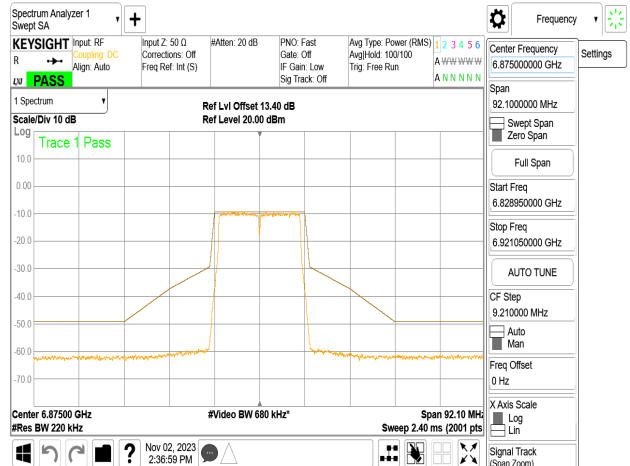 Spectrum Analyzer 1
Swept SA
Frequency
KEYSIGHT
R
LXI
PASS
Input: RF
Coupling: DC
Align: Auto
Input Z: 50 Ω
Corrections: Off
Freq Ref: Int (S)
#Atten: 20 dB
PNO: Fast
Gate: Off
IF Gain: Low
Sig Track: Off
Avg Type: Power (RMS)
Avg|Hold: 100/100
Trig: Free Run
1 2 3 4 5 6
A W W W W W
A N N N N N
Settings
1 Spectrum
Scale/Div 10 dB
Ref Lvl Offset 13.40 dB
Ref Level 20.00 dBm
Log
Trace 1 Pass
10.0
0.00
-10.0
-20.0
-30.0
-40.0
-50.0
-60.0
-70.0
Center 6.87500 GHz
#Res BW 220 kHz
#Video BW 680 kHz*
Span 92.10 MHz
Sweep 2.40 ms (2001 pts
Center Frequency
6.875000000 GHz
Span
92.1000000 MHz
Swept Span
Zero Span
Full Span
Start Freq
6.828950000 GHz
Stop Freq
6.921050000 GHz
AUTO TUNE
CF Step
9.210000 MHz
Auto
Man
Freq Offset
0 Hz
X Axis Scale
Log
Lin
Signal Track
(Span Zoom)
?
Nov 02, 2023
2:36:59 PM